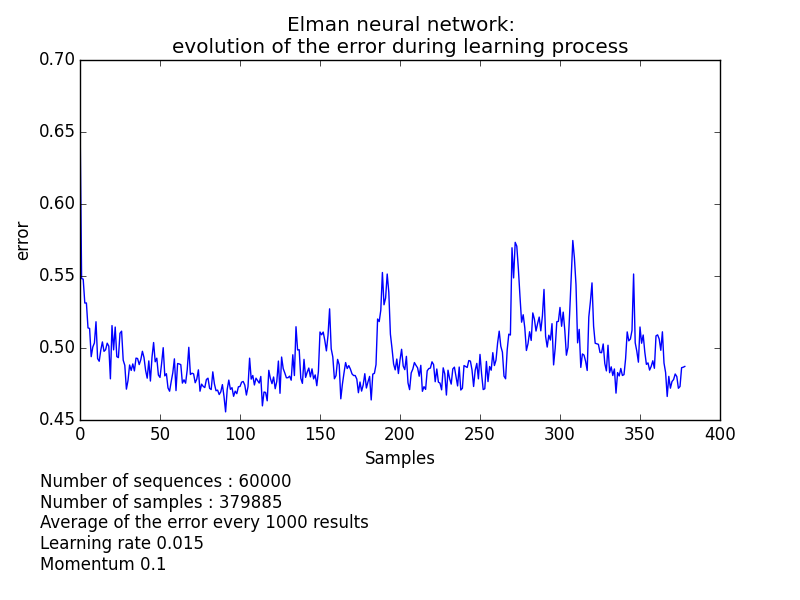 Elman neural network:
evolution of the error during learning process
0.70
0.65
0.60
0.55
0.50
0.45
error
0
50
100
150
200
250
300
350
400
Samples
Number of sequences : 60000
Number of samples : 379885
Average of the error every 1000 results
Learning rate 0.015
Momentum 0.1